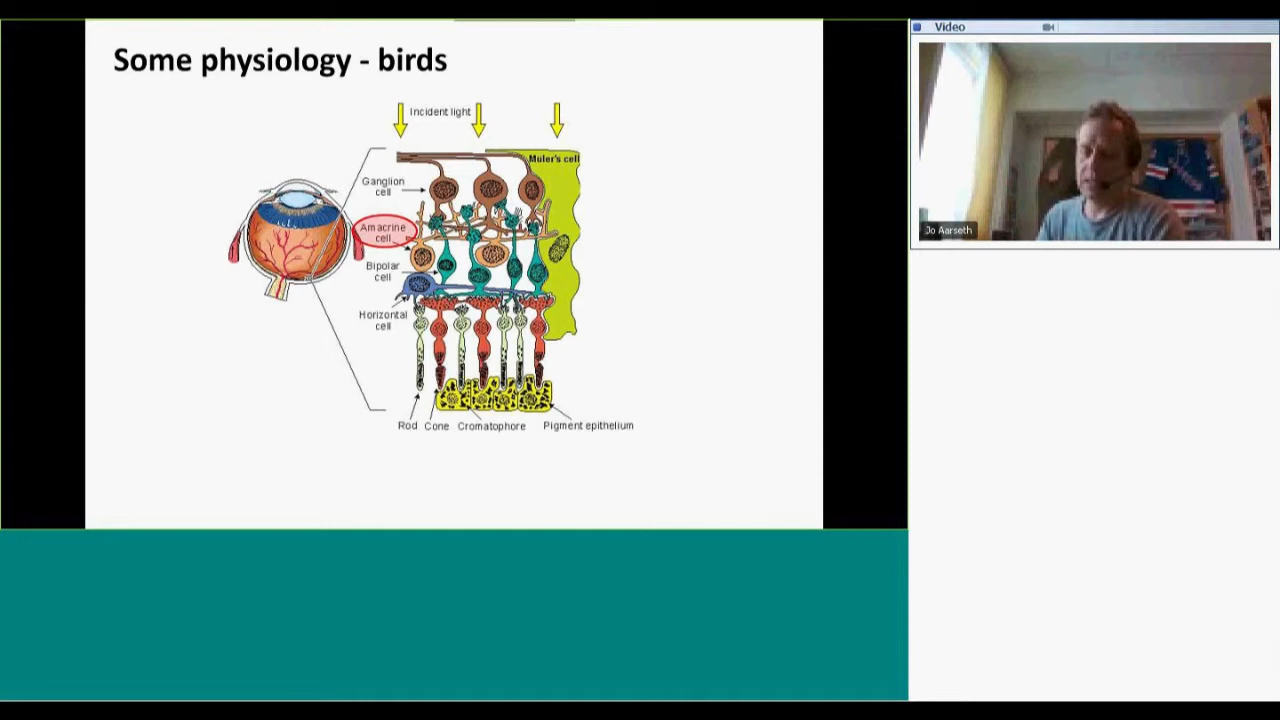 Some physiology - birds
Incident light
Muler's cell
Ganglion
cell
Amacrine
cell
Bipolar
cell
Horizontal
cell
Rod
Cone
Cromatophore
Pigment epithelium
Video
Jo Aarseth